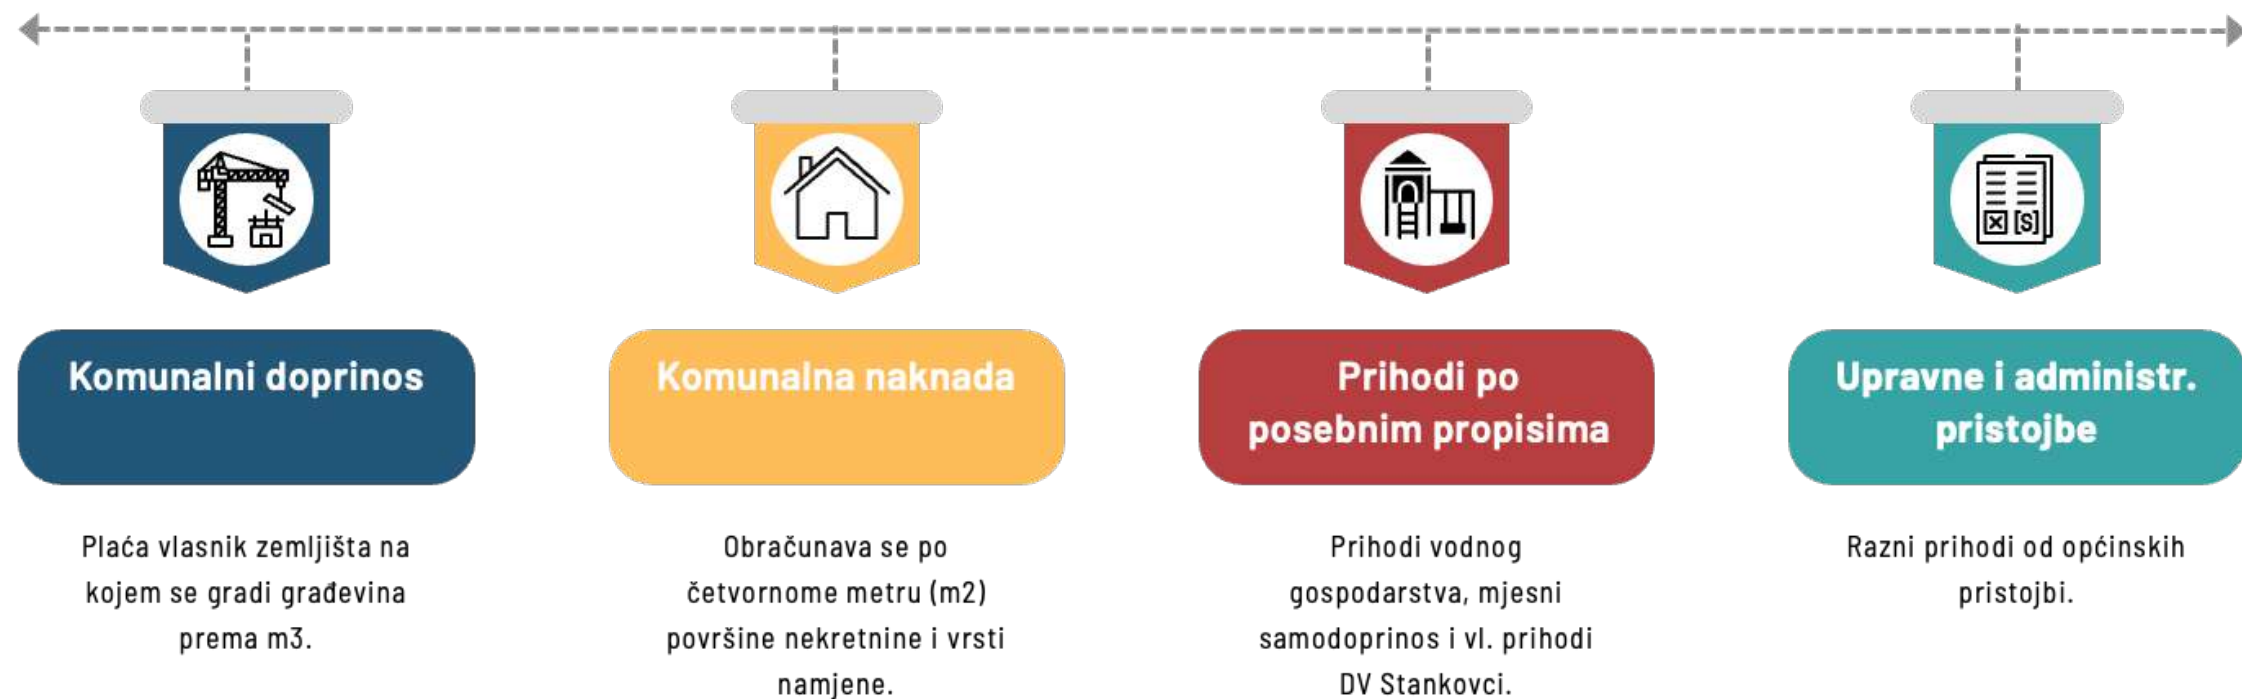 Komunalni doprinos
Plaća vlasnik zemljišta na
kojem se gradi građevina
prema m3.
Komunalna naknada
Obračunava se po
četvornome metru (m2)
površine nekretnine i vrsti
namjene.
Prihodi po
posebnim propisima
Prihodi vodnog
gospodarstva, mjesni
samodoprinos i vl. prihodi
DV Stankovci.
Upravne i administr.
pristojbe
Razni prihodi od općinskih
pristojbi.